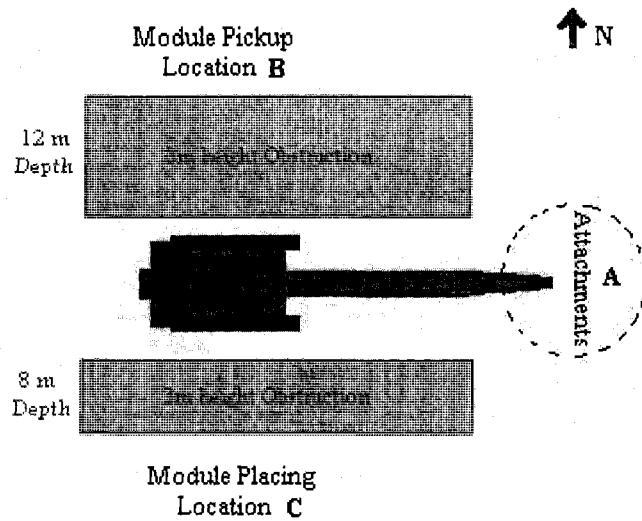 Module Pickup
Location B
N
12 m
Depth
3m height Obstruction
Attachments
A
8 m
Depth
3m height Obstruction
Module Placing
Location C